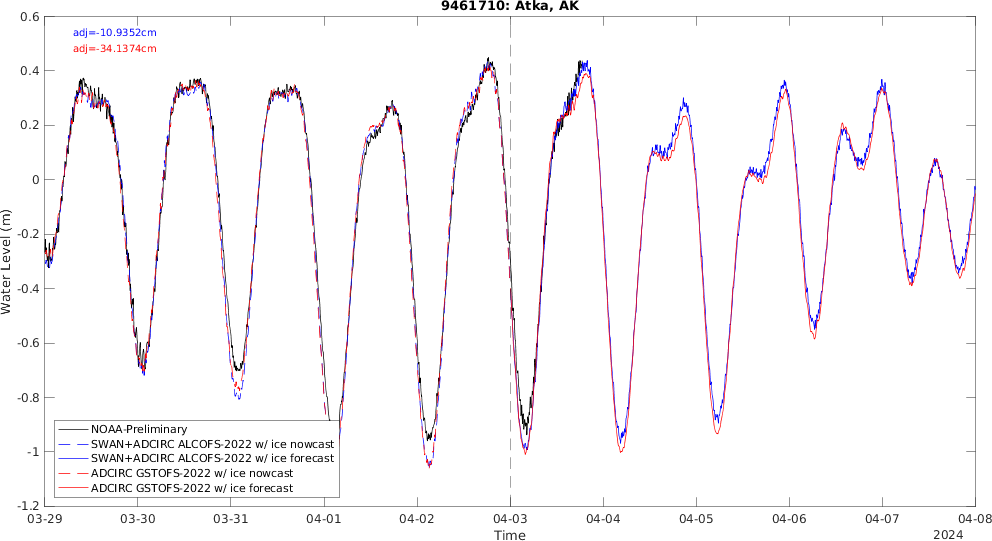 9461710: Atka, AK
adj=-10.9352cm
adj=-34.1374cm
0.6
0.4
0.2
0
-0.2
-0.4
-0.6
-0.8
-1
-1.2
Water Level (m)
NOAA-Preliminary
SWAN+ADCIRC ALCOFS-2022 w/ ice nowcast
SWAN+ADCIRC ALCOFS-2022 w/ ice forecast
ADCIRC GSTOFS-2022 w/ ice nowcast
ADCIRC GSTOFS-2022 w/ ice forecast
03-29 03-30 03-31 04-01 04-02 04-03 04-04 04-05 04-06 04-07 04-08
Time
2024